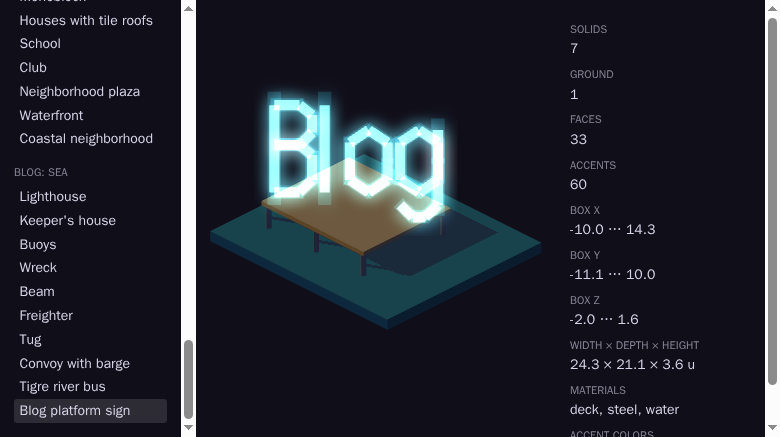 Houses with tile roofs
School
Club
Neighborhood plaza
Waterfront
Coastal neighborhood
BLOG: SEA
Lighthouse
Keeper's house
Buoys
Wreck
Beam
Freighter
Tug
Convoy with barge
Tigre river bus
Blog platform sign
Blog
SOLIDS
7
GROUND
1
FACES
33
ACCENTS
60
BOX X
-10.0 ··· 14.3
BOX Y
-11.1 ··· 10.0
BOX Z
-2.0 ··· 1.6
WIDTH × DEPTH × HEIGHT
24.3 × 21.1 × 3.6 u
MATERIALS
deck, steel, water
ACCENT COLORS